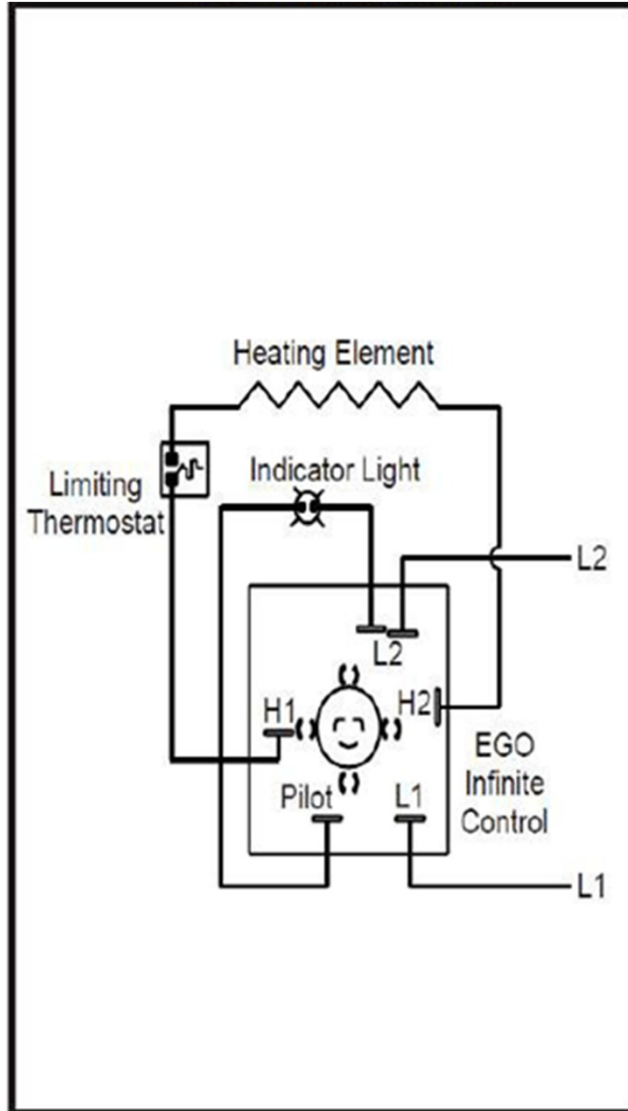 Heating Element
Indicator Light
Limiting
Thermostat
L2
L2
H1
H2
EGO
Infinite
Control
Pilot
L1
L1